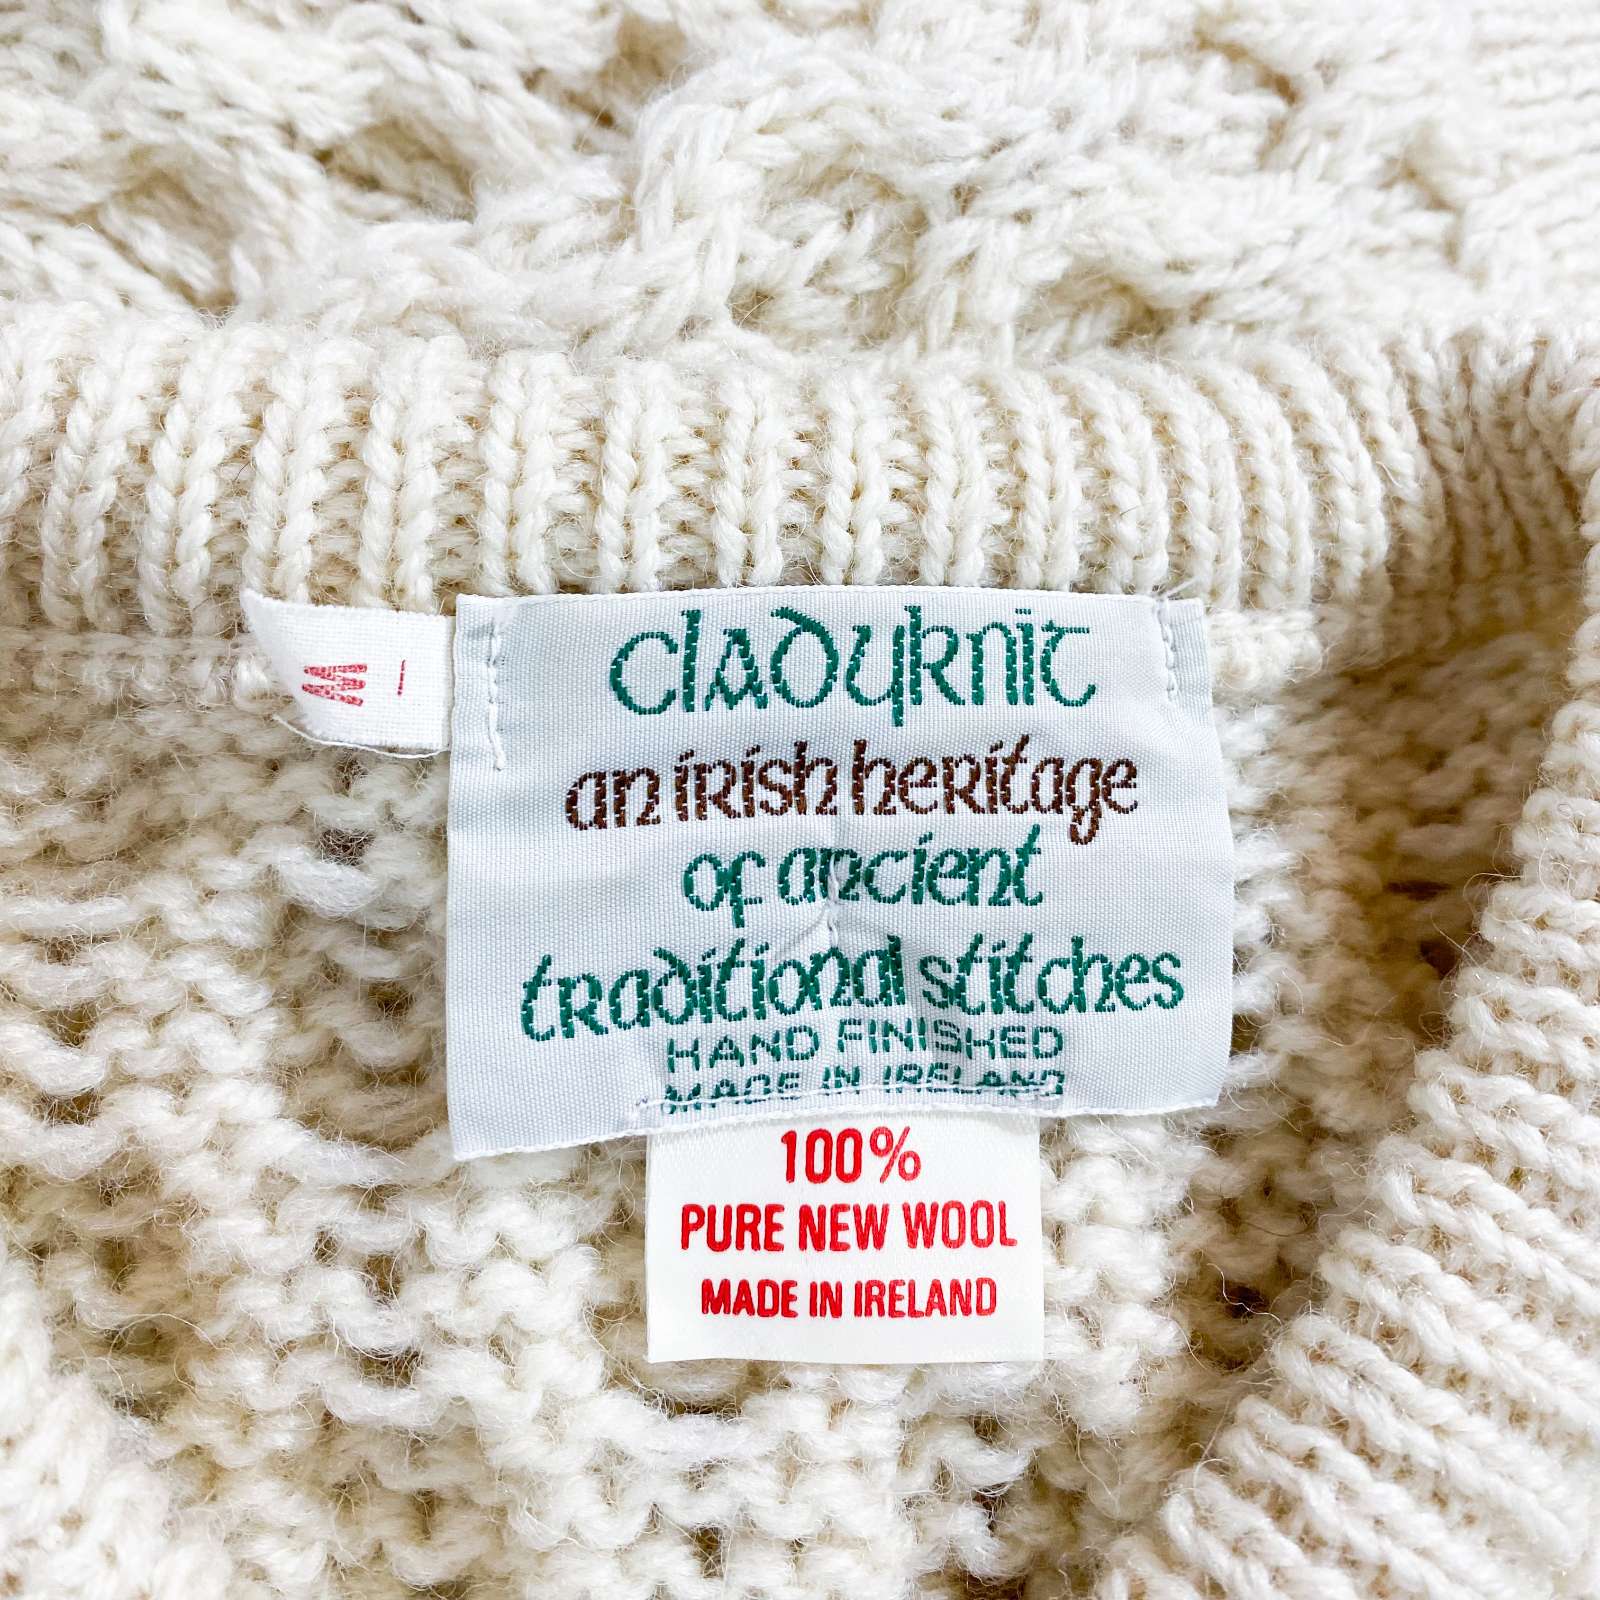 M
cladyknit
an irish heritage
of ancient
traditional stitches
HAND FINISHED
MADE IN IRELAND
100%
PURE NEW WOOL
MADE IN IRELAND